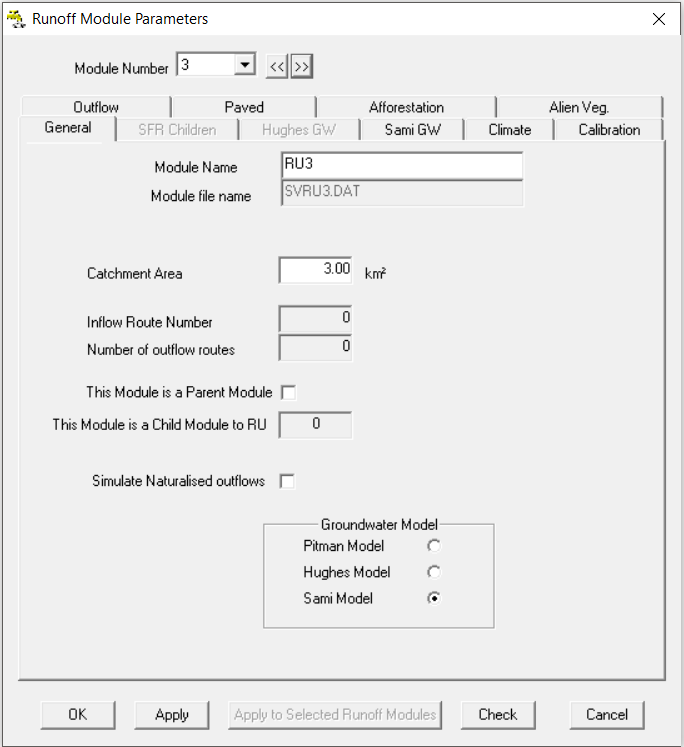 Runoff Module Parameters
Module Number 3 << >>
Outflow Paved Afforestation Alien Veg.
General SFR Children Hughes GW Sami GW Climate Calibration
Module Name RU3
Module file name SVRU3.DAT
Catchment Area 3.00 km²
Inflow Route Number 0
Number of outflow routes 0
This Module is a Parent Module
This Module is a Child Module to RU 0
Simulate Naturalised outflows
Groundwater Model
Pitman Model
Hughes Model
Sami Model
OK Apply Apply to Selected Runoff Modules Check Cancel